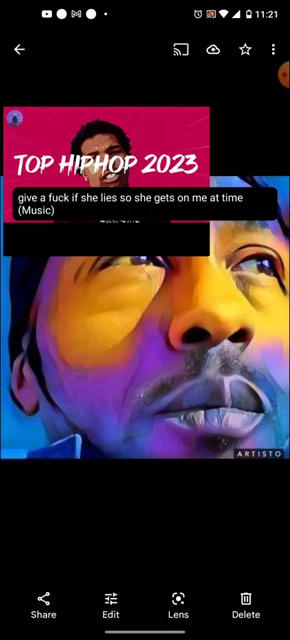 11:21
TOP HIPHOP 2023
give a fuck if she lies so she gets on me at time
(Music)
ARTISTO
Share
Edit
Lens
Delete